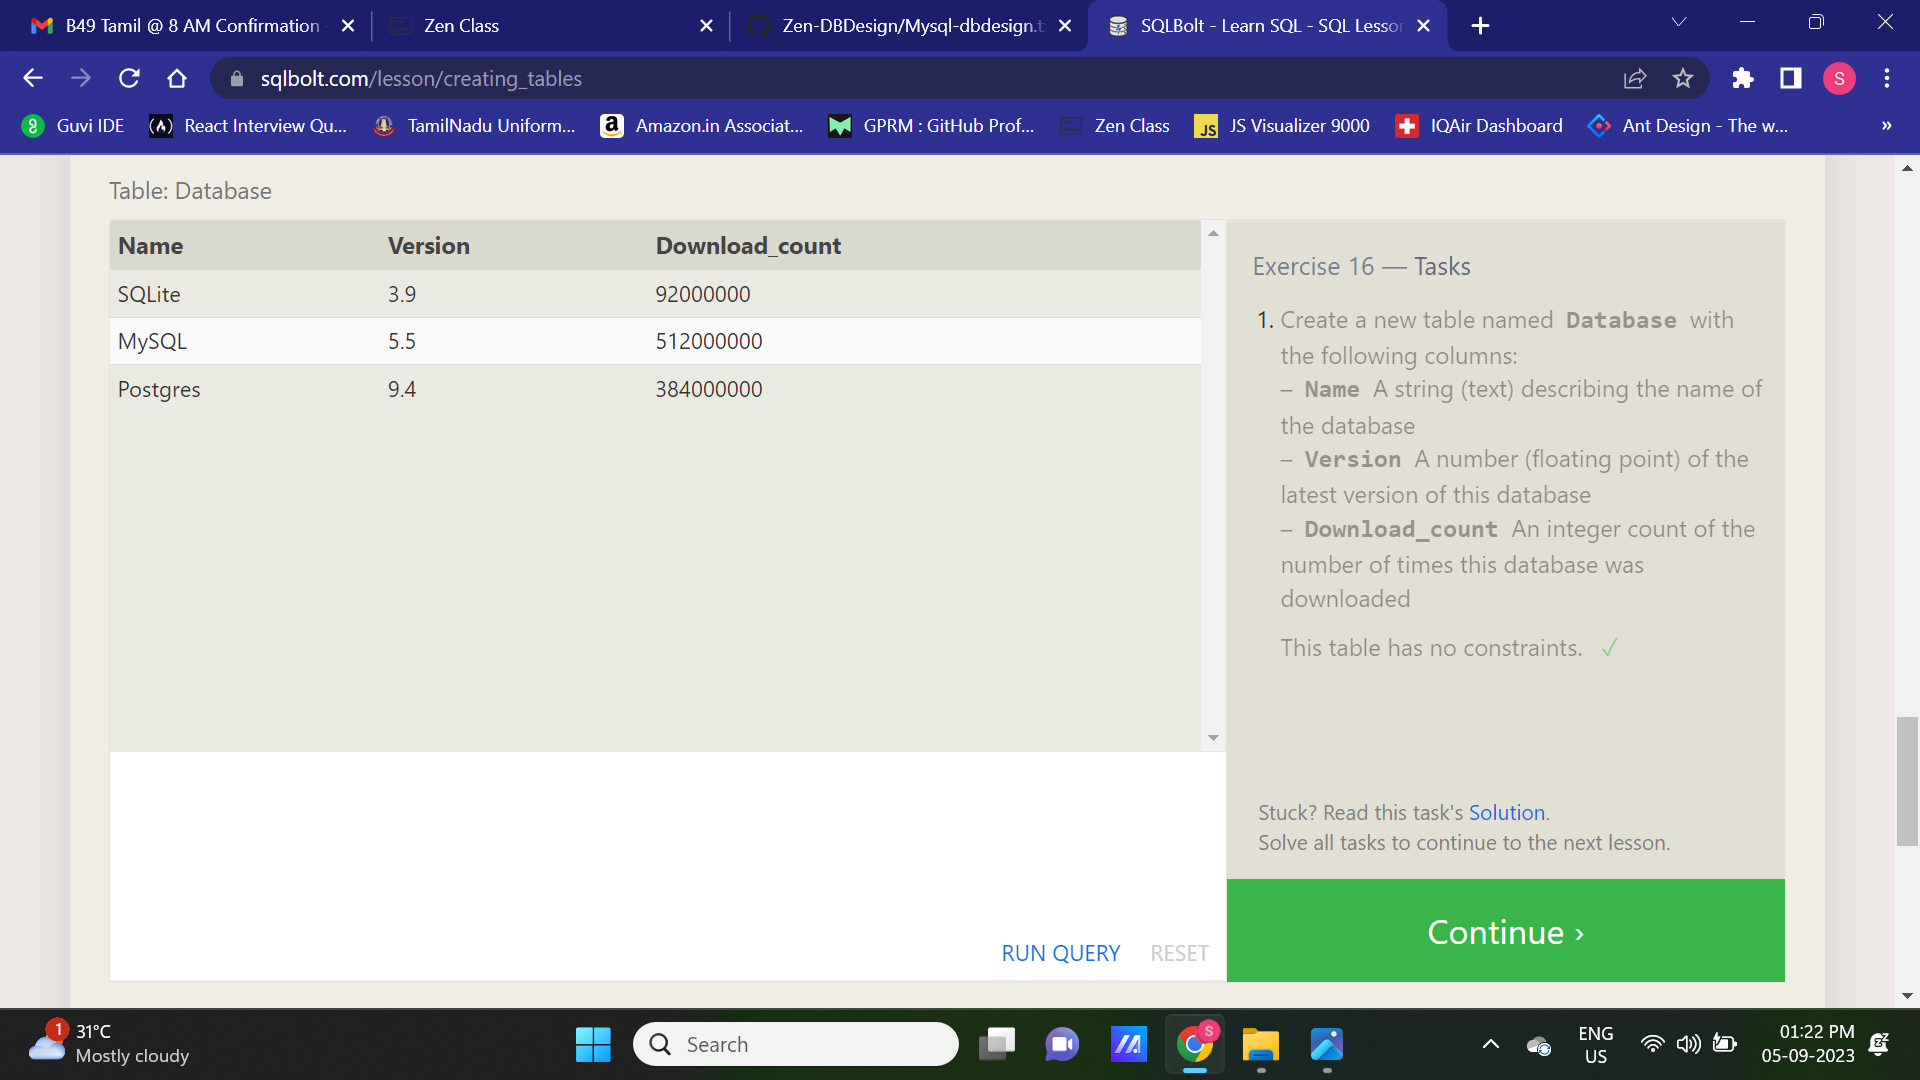 B49 Tamil @ 8 AM Confirmation
Zen Class
Zen-DBDesign/Mysql-dbdesign.t
SQLBolt - Learn SQL - SQL Lesson
sqlbolt.com/lesson/creating_tables
S
Guvi IDE
React Interview Qu...
TamilNadu Uniform...
Amazon.in Associat...
GPRM : GitHub Prof...
Zen Class
JS
JS Visualizer 9000
IQAir Dashboard
Ant Design - The w...
»
Table: Database
Name Version Download_count
SQLite 3.9 92000000
MySQL 5.5 512000000
Postgres 9.4 384000000
Exercise 16 — Tasks
1. Create a new table named Database with
the following columns:
– Name A string (text) describing the name of
the database
– Version A number (floating point) of the
latest version of this database
– Download_count An integer count of the
number of times this database was
downloaded
This table has no constraints. ✓
Stuck? Read this task's Solution.
Solve all tasks to continue to the next lesson.
RUN QUERY RESET
Continue ›
1
31°C
Mostly cloudy
Search
S
ENG
US
01:22 PM
05-09-2023